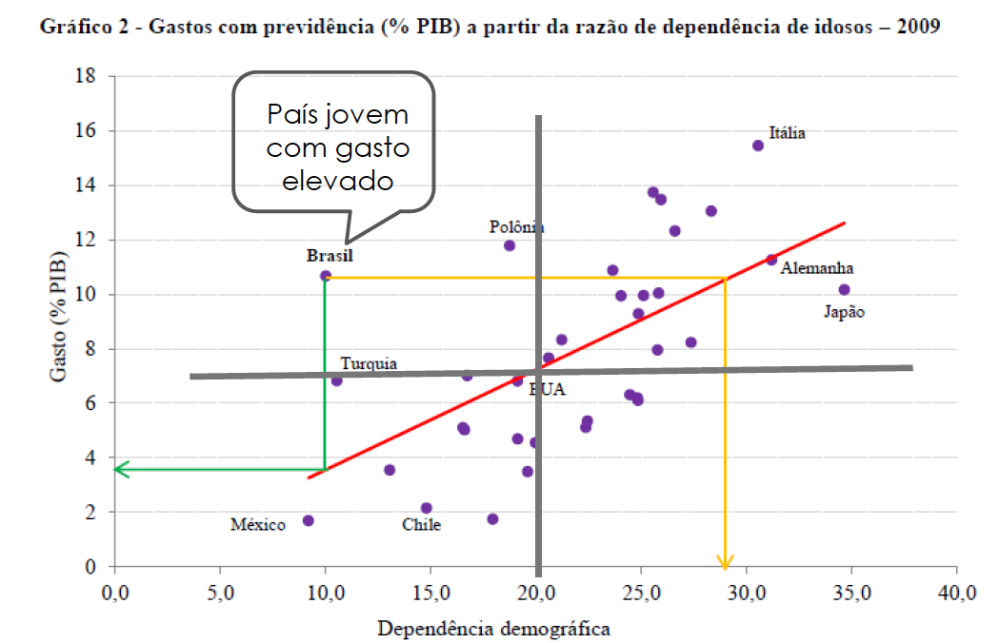 Gráfico 2 - Gastos com previdência (% PIB) a partir da razão de dependência de idosos – 2009
18
16
14
12
10
8
6
4
2
0
Gasto (% PIB)
País jovem
com gasto
elevado
Itália
Polônia
Brasil
Alemanha
Japão
Turquia
EUA
México
Chile
0,0
5,0
10,0
15,0
20,0
25,0
30,0
35,0
40,0
Dependência demográfica